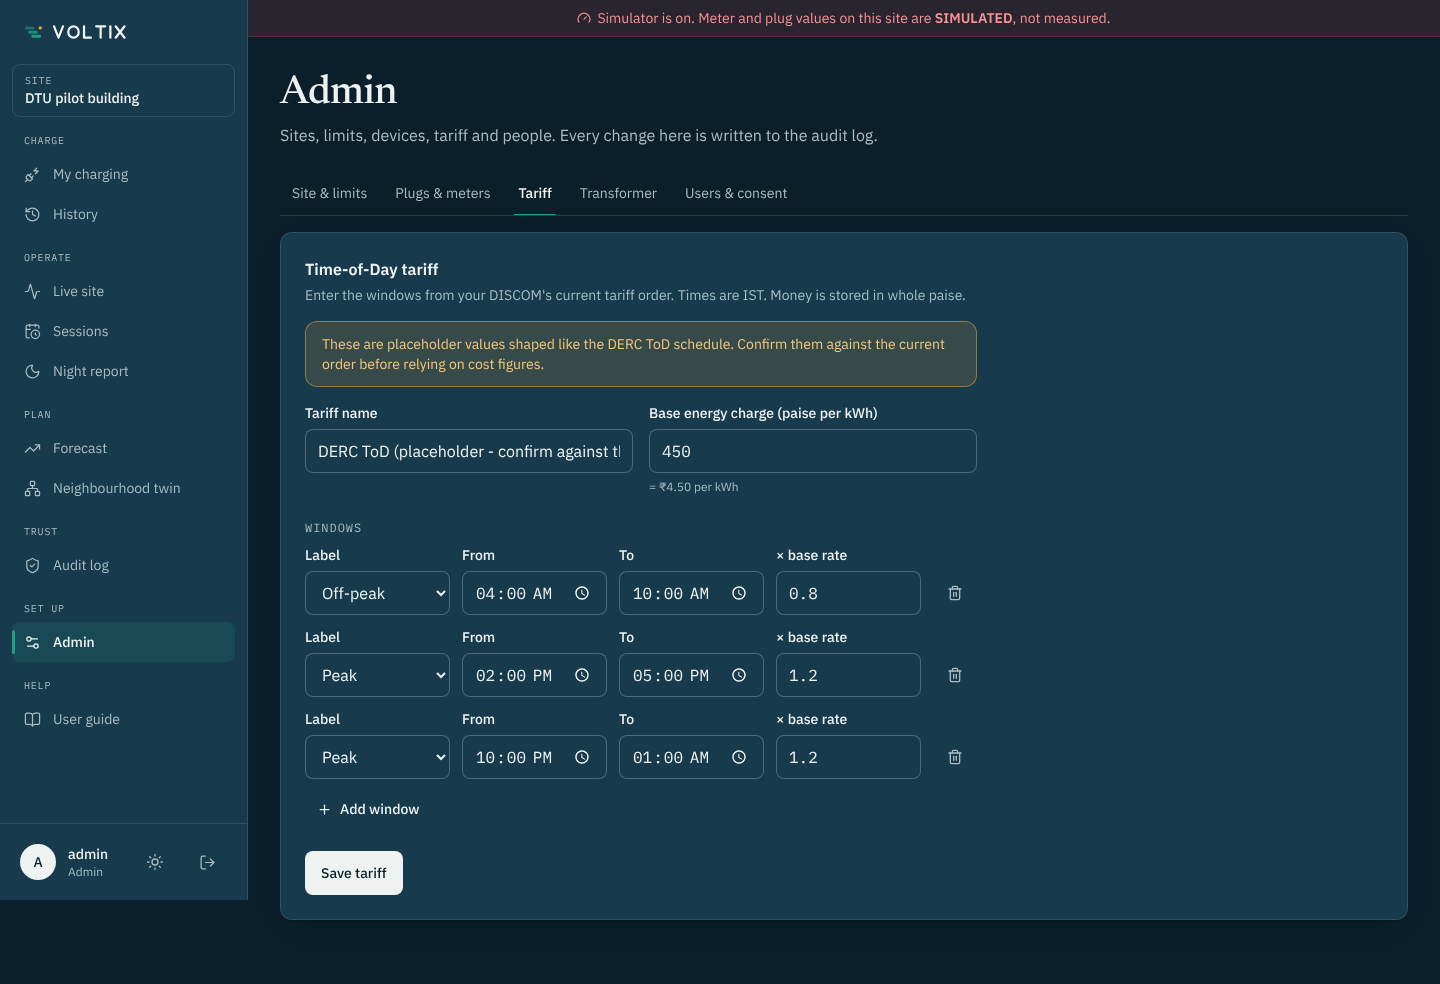 VOLTIX
SITE
DTU pilot building
CHARGE
My charging
History
OPERATE
Live site
Sessions
Night report
PLAN
Forecast
Neighbourhood twin
TRUST
Audit log
SET UP
Admin
HELP
User guide
A
admin
Admin
Simulator is on. Meter and plug values on this site are SIMULATED, not measured.
Admin
Sites, limits, devices, tariff and people. Every change here is written to the audit log.
Site & limits Plugs & meters Tariff Transformer Users & consent
Time-of-Day tariff
Enter the windows from your DISCOM's current tariff order. Times are IST. Money is stored in whole paise.
These are placeholder values shaped like the DERC ToD schedule. Confirm them against the current
order before relying on cost figures.
Tariff name Base energy charge (paise per kWh)
DERC ToD (placeholder - confirm against 450
= ₹4.50 per kWh
WINDOWS
Label From To × base rate
Off-peak 04:00 AM 10:00 AM 0.8
Label From To × base rate
Peak 02:00 PM 05:00 PM 1.2
Label From To × base rate
Peak 10:00 PM 01:00 AM 1.2
+ Add window
Save tariff